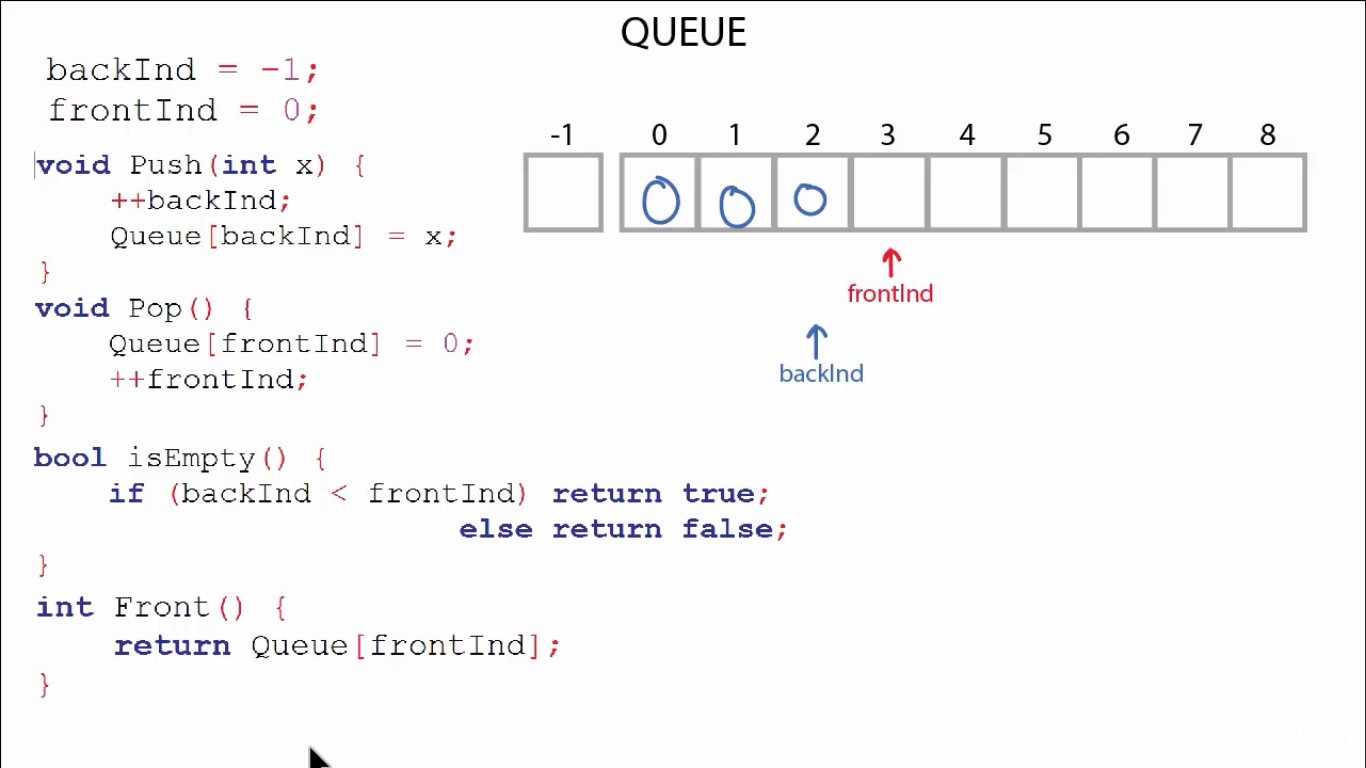 QUEUE
backInd = -1;
frontInd = 0;
void Push(int x) {
++backInd;
Queue[backInd] = x;
}
void Pop() {
Queue[frontInd] = 0;
++frontInd;
}
bool isEmpty() {
if (backInd < frontInd) return true;
else return false;
}
int Front() {
return Queue[frontInd];
}
-1 0 1 2 3 4 5 6 7 8
0 0 0
frontInd
backInd
udemy